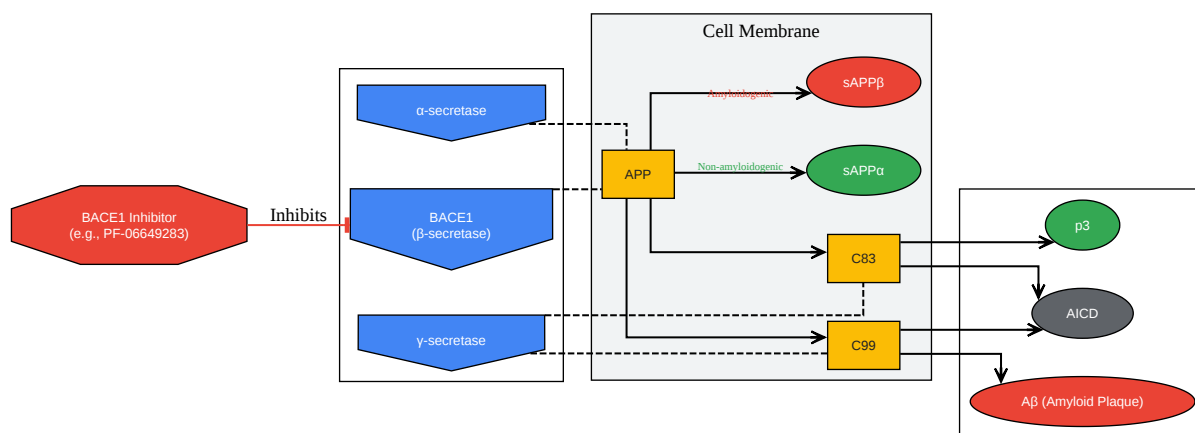 Cell Membrane
α-secretase
BACE1 Inhibitor
(e.g., PF-06649283)
Inhibits
BACE1
(β-secretase)
γ-secretase
APP
Amyloidogenic
Non-amyloidogenic
sAPPβ
sAPPα
C83
C99
p3
AICD
Aβ (Amyloid Plaque)